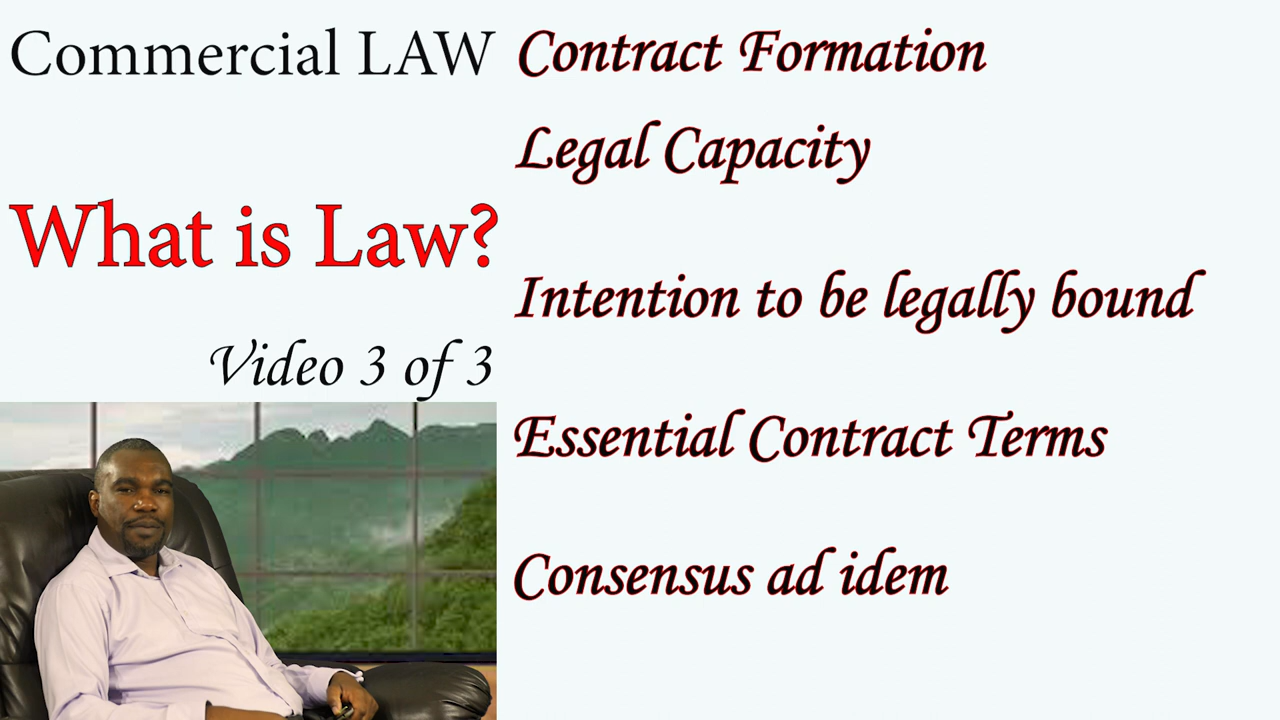 Commercial LAW
What is Law?
Video 3 of 3
Contract Formation
Legal Capacity
Intention to be legally bound
Essential Contract Terms
Consensus ad idem